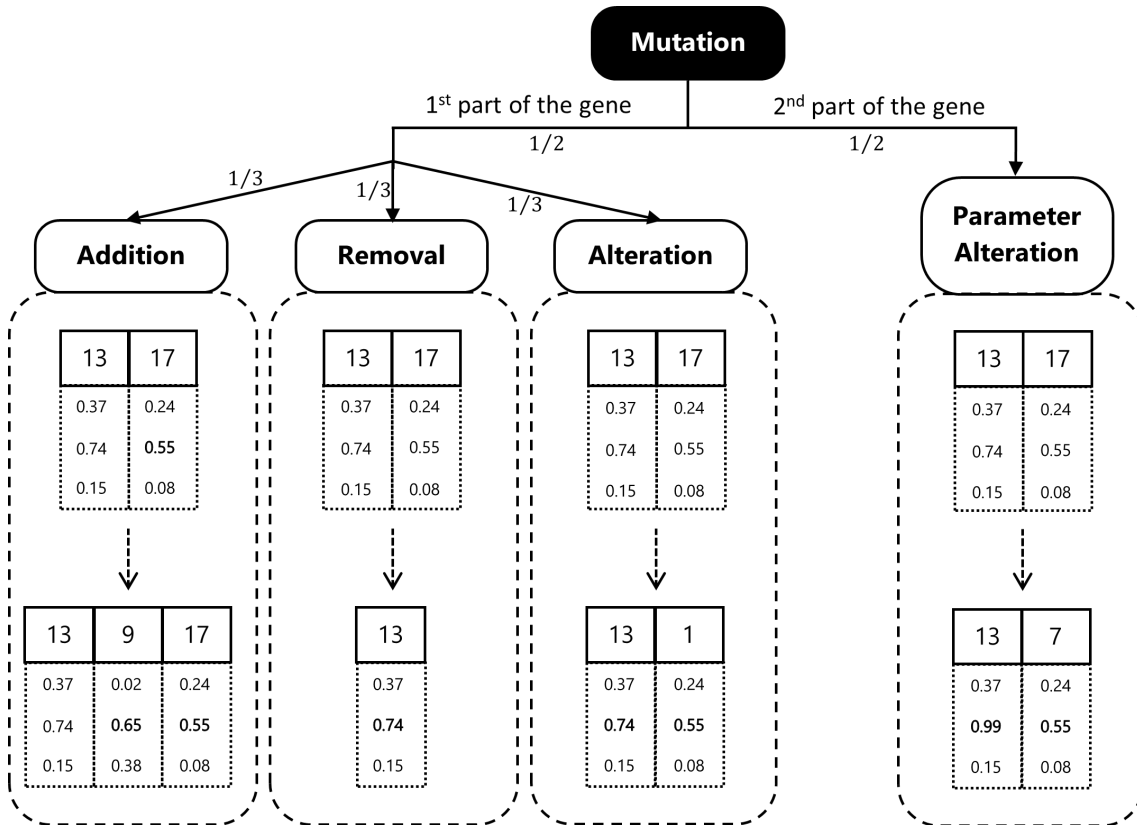 Mutation
1st part of the gene
2nd part of the gene
1/2
1/2
1/3
1/3
1/3
Addition
Removal
Alteration
Parameter
Alteration
13 17
0.37 0.24
0.74 0.55
0.15 0.08
13 9 17
0.37 0.02 0.24
0.74 0.65 0.55
0.15 0.38 0.08
13 17
0.37 0.24
0.74 0.55
0.15 0.08
13
0.37
0.74
0.15
13 17
0.37 0.24
0.74 0.55
0.15 0.08
13 1
0.37 0.24
0.74 0.55
0.15 0.08
13 17
0.37 0.24
0.74 0.55
0.15 0.08
13 7
0.37 0.24
0.99 0.55
0.15 0.08